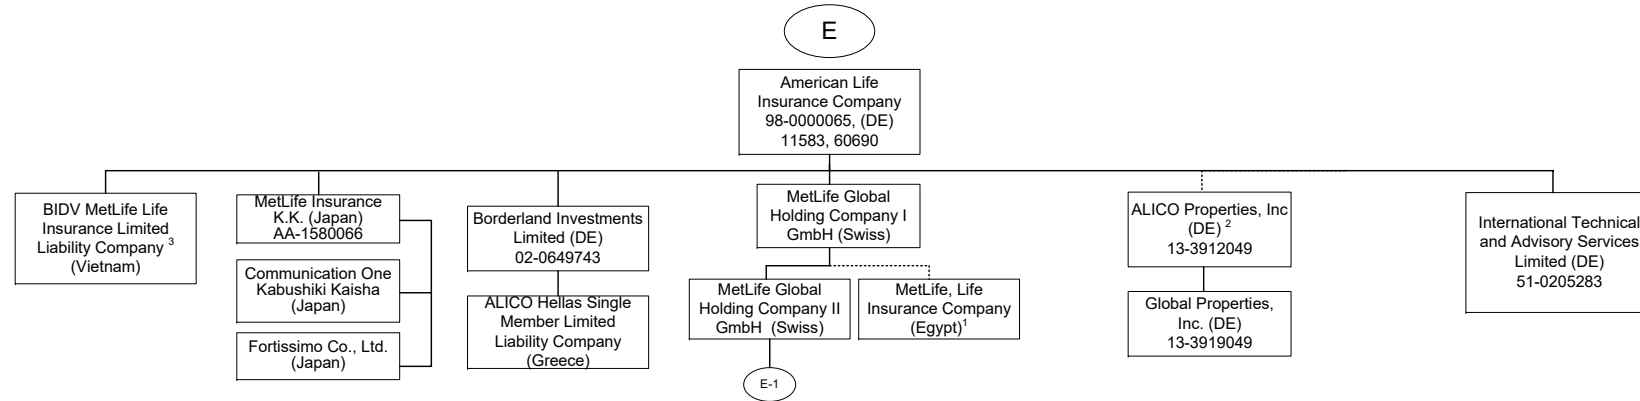 E
American Life
Insurance Company
98-0000065, (DE)
11583, 60690
BIDV MetLife Life
Insurance Limited
Liability Company 3
(Vietnam)
MetLife Insurance
K.K. (Japan)
AA-1580066
Communication One
Kabushiki Kaisha
(Japan)
Fortissimo Co., Ltd.
(Japan)
Borderland Investments
Limited (DE)
02-0649743
ALICO Hellas Single
Member Limited
Liability Company
(Greece)
MetLife Global
Holding Company I
GmbH (Swiss)
MetLife Global
Holding Company II
GmbH (Swiss)
E-1
MetLife, Life
Insurance Company
(Egypt)1
ALICO Properties, Inc
(DE) 2
13-3912049
Global Properties,
Inc. (DE)
13-3919049
International Technical
and Advisory Services
Limited (DE)
51-0205283